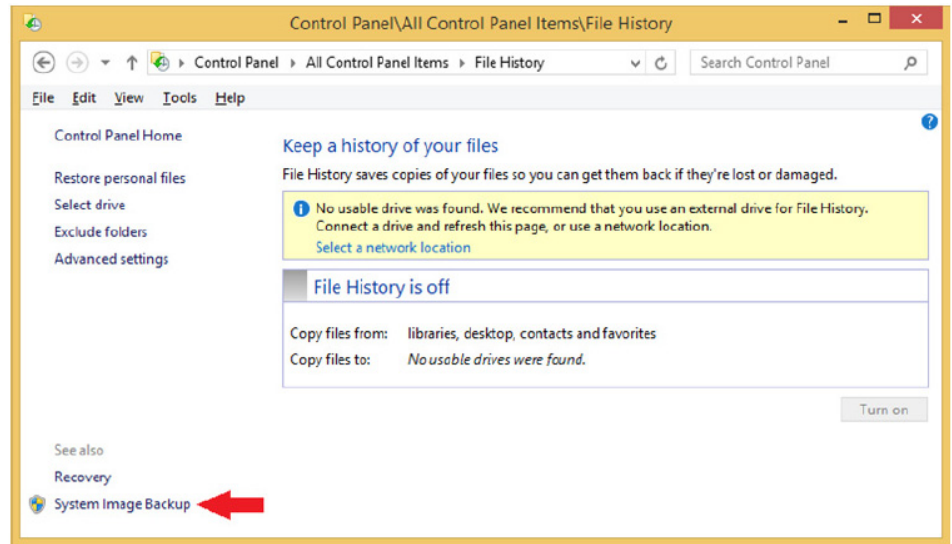 Control Panel\All Control Panel Items\File History
Control Panel All Control Panel Items File History
Search Control Panel
File Edit View Tools Help
Control Panel Home
Restore personal files
Select drive
Exclude folders
Advanced settings
Keep a history of your files
File History saves copies of your files so you can get them back if they're lost or damaged.
No usable drive was found. We recommend that you use an external drive for File History.
Connect a drive and refresh this page, or use a network location.
Select a network location
File History is off
Copy files from: libraries, desktop, contacts and favorites
Copy files to: No usable drives were found.
Turn on
See also
Recovery
System Image Backup